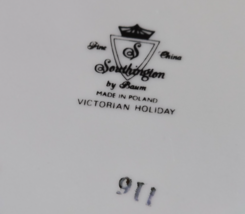 Fine China
S
Southington
by Baum
MADE IN POLAND
VICTORIAN HOLIDAY
911